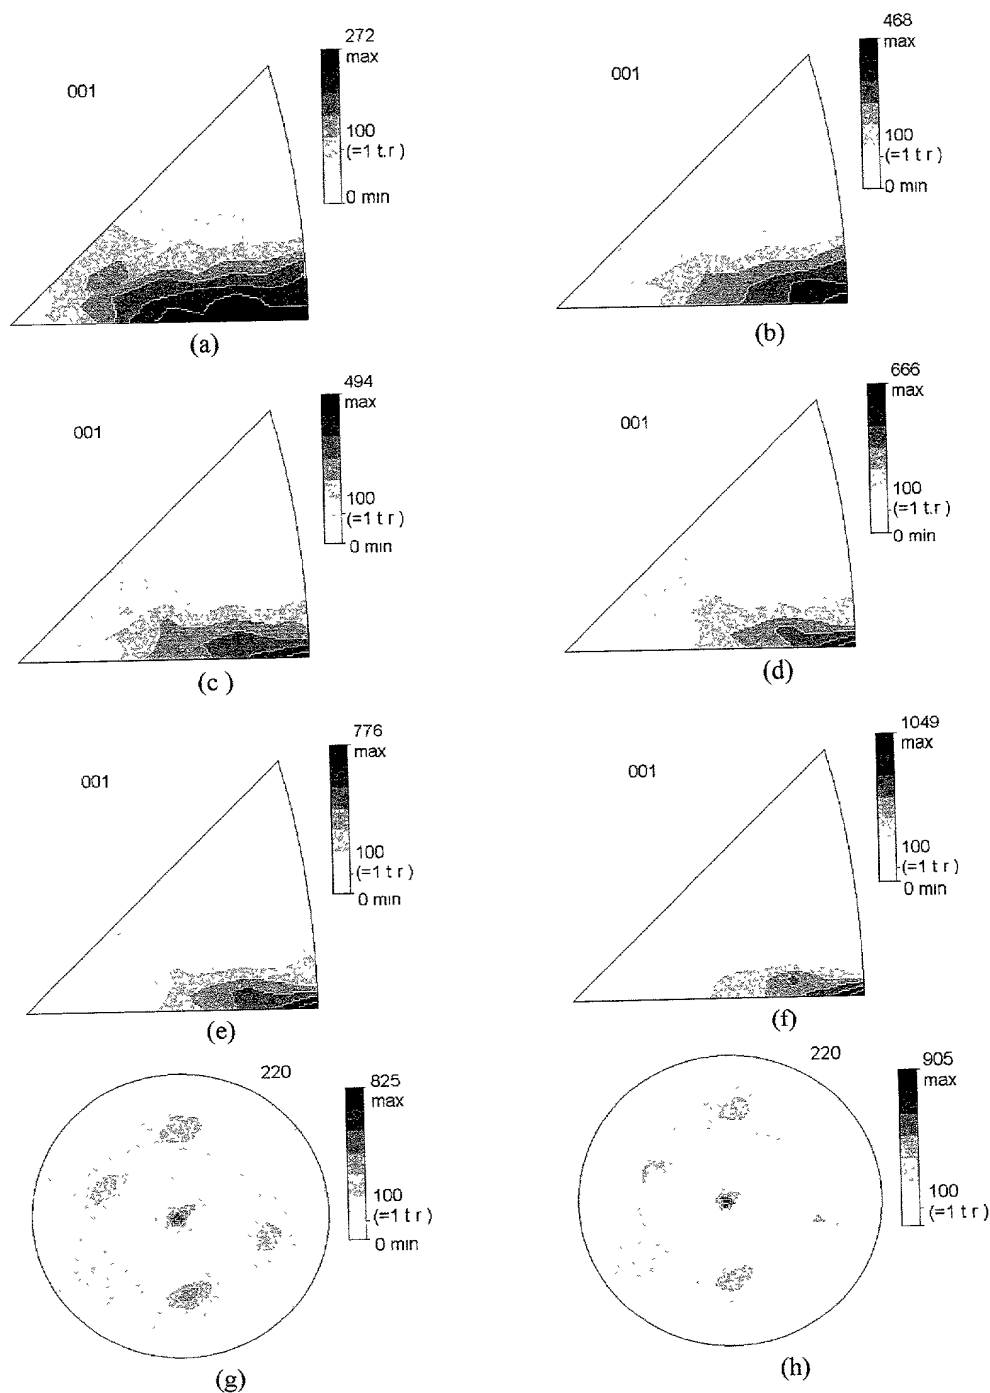 272
max
001
100
(=1 t.r )
0 min
(a)
468
max
001
100
(=1 t r )
0 min
(b)
494
max
001
100
(=1 t r )
0 min
(c )
666
max
001
100
(=1 t.r )
0 min
(d)
776
max
001
100
(=1 t r )
0 min
(e)
1049
max
001
100
(=1 t r )
0 min
(f)
220
825
max
100
(=1 t r )
0 min
(g)
220
905
max
100
(=1 t r )
(h)